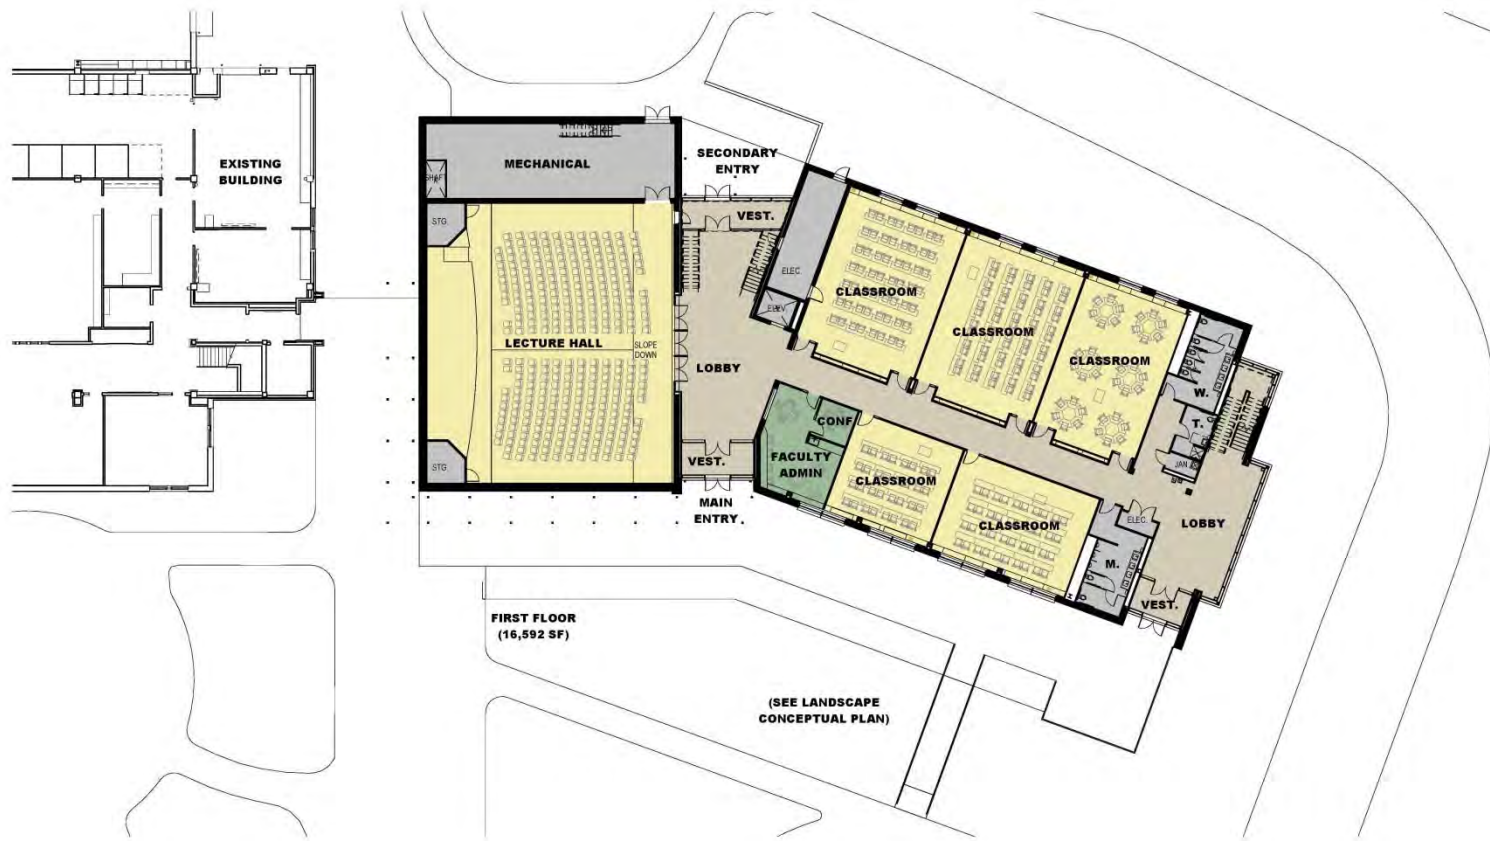 EXISTING
BUILDING
MECHANICAL
SHAFT
SECONDARY
ENTRY
STG.
VEST.
ELEC.
ELEV.
CLASSROOM
CLASSROOM
CLASSROOM
LECTURE HALL
SLOPE
DOWN
LOBBY
W.
T.
JAN.
CONF
FACULTY
ADMIN
STG.
VEST.
CLASSROOM
CLASSROOM
MAIN
ENTRY
ELEC.
LOBBY
M.
VEST.
FIRST FLOOR
(16,592 SF)
(SEE LANDSCAPE
CONCEPTUAL PLAN)